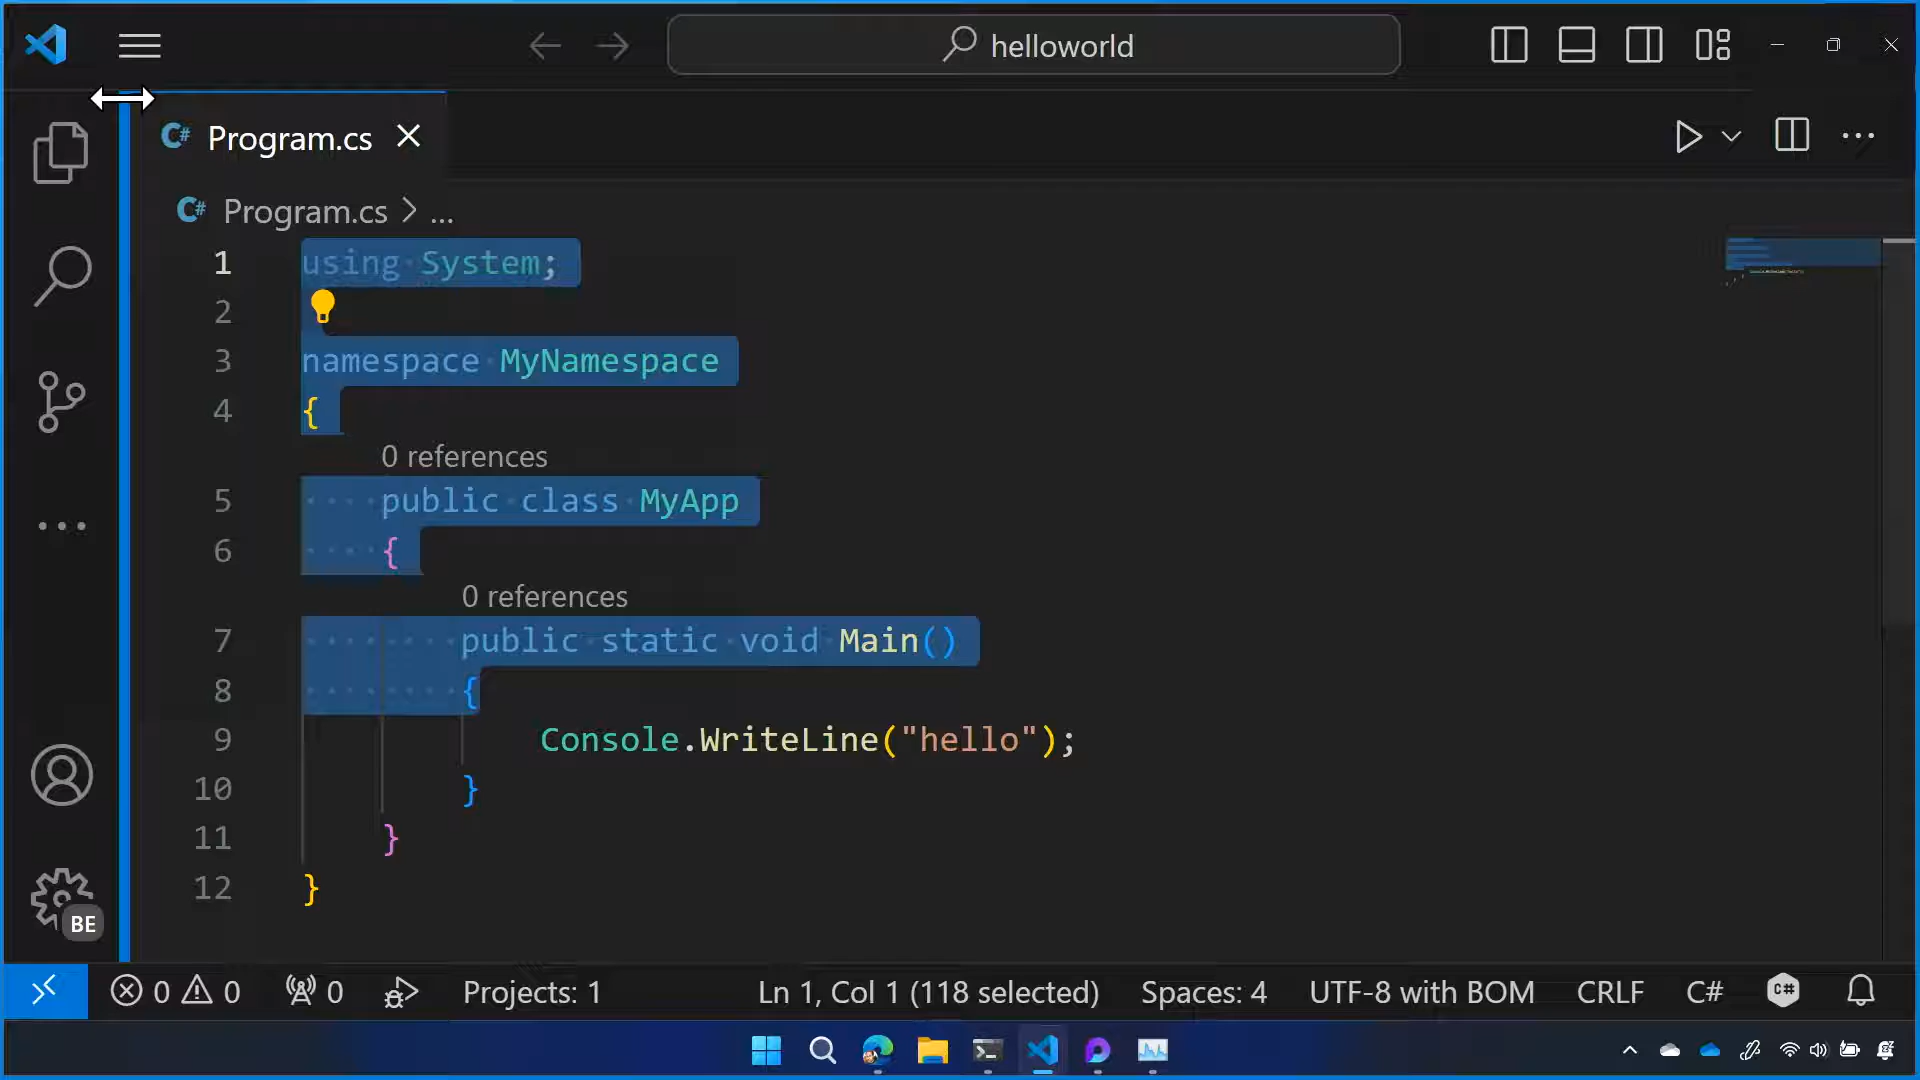 helloworld
C# Program.cs
C# Program.cs > ...
1 using System;
2
3 namespace MyNamespace
4 {
0 references
5 public class MyApp
6 {
0 references
7 public static void Main()
8 {
9 Console.WriteLine("hello");
10 }
11 }
12 }
BE
0 0 0 Projects: 1 Ln 1, Col 1 (118 selected) Spaces: 4 UTF-8 with BOM CRLF C# C#